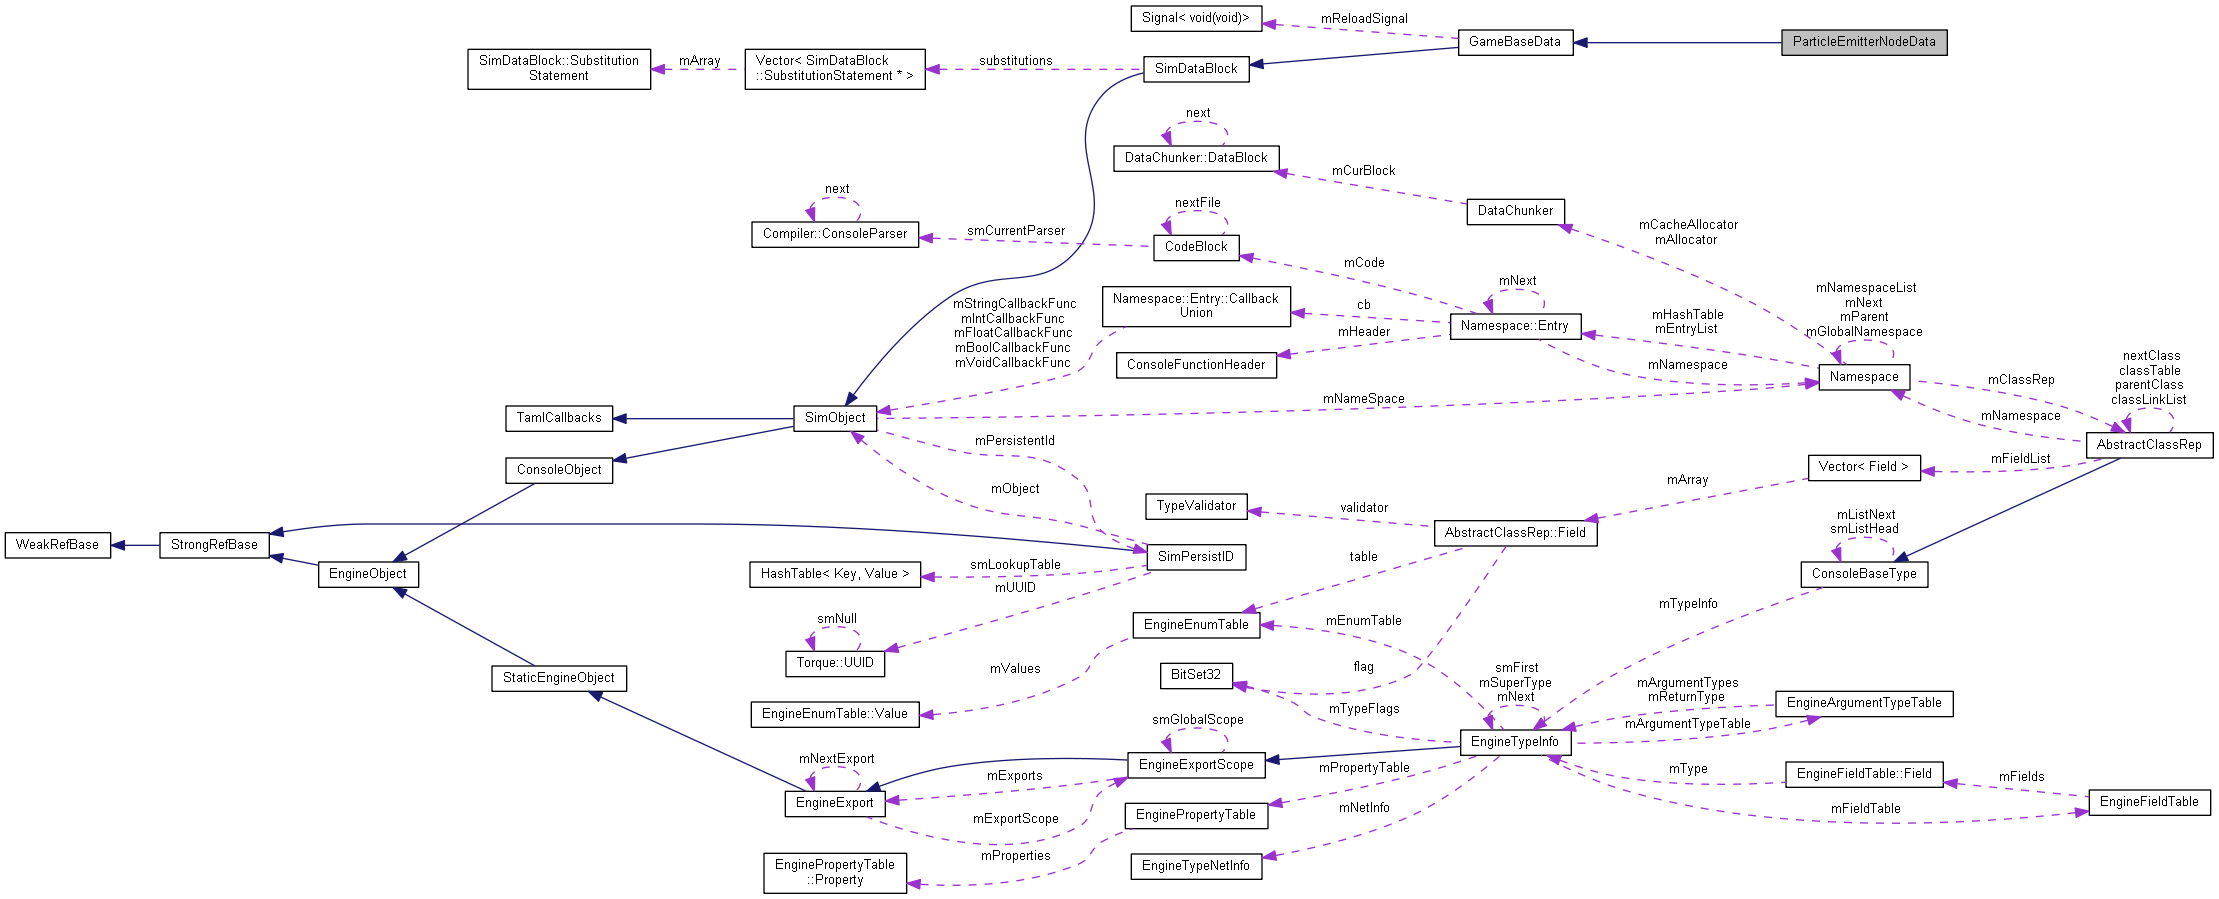 Signal< void(void)>
mReloadSignal
GameBaseData
ParticleEmitterNodeData
SimDataBlock::Substitution
Statement
mArray
Vector< SimDataBlock
::SubstitutionStatement * >
substitutions
SimDataBlock
next
DataChunker::DataBlock
mCurBlock
DataChunker
next
Compiler::ConsoleParser
smCurrentParser
nextFile
CodeBlock
mCacheAllocator
mAllocator
mCode
mStringCallbackFunc
mIntCallbackFunc
mFloatCallbackFunc
mBoolCallbackFunc
mVoidCallbackFunc
Namespace::Entry::Callback
Union
cb
mNext
Namespace::Entry
mHeader
ConsoleFunctionHeader
mHashTable
mEntryList
mNamespaceList
mNext
mParent
mGlobalNamespace
mNamespace
Namespace
mClassRep
nextClass
classTable
parentClass
classLinkList
TamlCallbacks
SimObject
mNameSpace
mNamespace
AbstractClassRep
mPersistentId
ConsoleObject
mObject
mArray
Vector< Field >
mFieldList
TypeValidator
validator
AbstractClassRep::Field
mListNext
smListHead
WeakRefBase
StrongRefBase
EngineObject
SimPersistID
HashTable< Key, Value >
smLookupTable
mUUID
table
ConsoleBaseType
smNull
Torque::UUID
EngineEnumTable
mEnumTable
mTypeInfo
StaticEngineObject
mValues
BitSet32
flag
smFirst
mSuperType
mNext
mArgumentTypes
mReturnType
EngineArgumentTypeTable
EngineEnumTable::Value
mTypeFlags
mArgumentTypeTable
smGlobalScope
EngineExportScope
EngineTypeInfo
mNextExport
EngineExport
mExports
mPropertyTable
mType
EngineFieldTable::Field
mFields
EngineFieldTable
mExportScope
EnginePropertyTable
mNetInfo
mFieldTable
EnginePropertyTable
::Property
mProperties
EngineTypeNetInfo